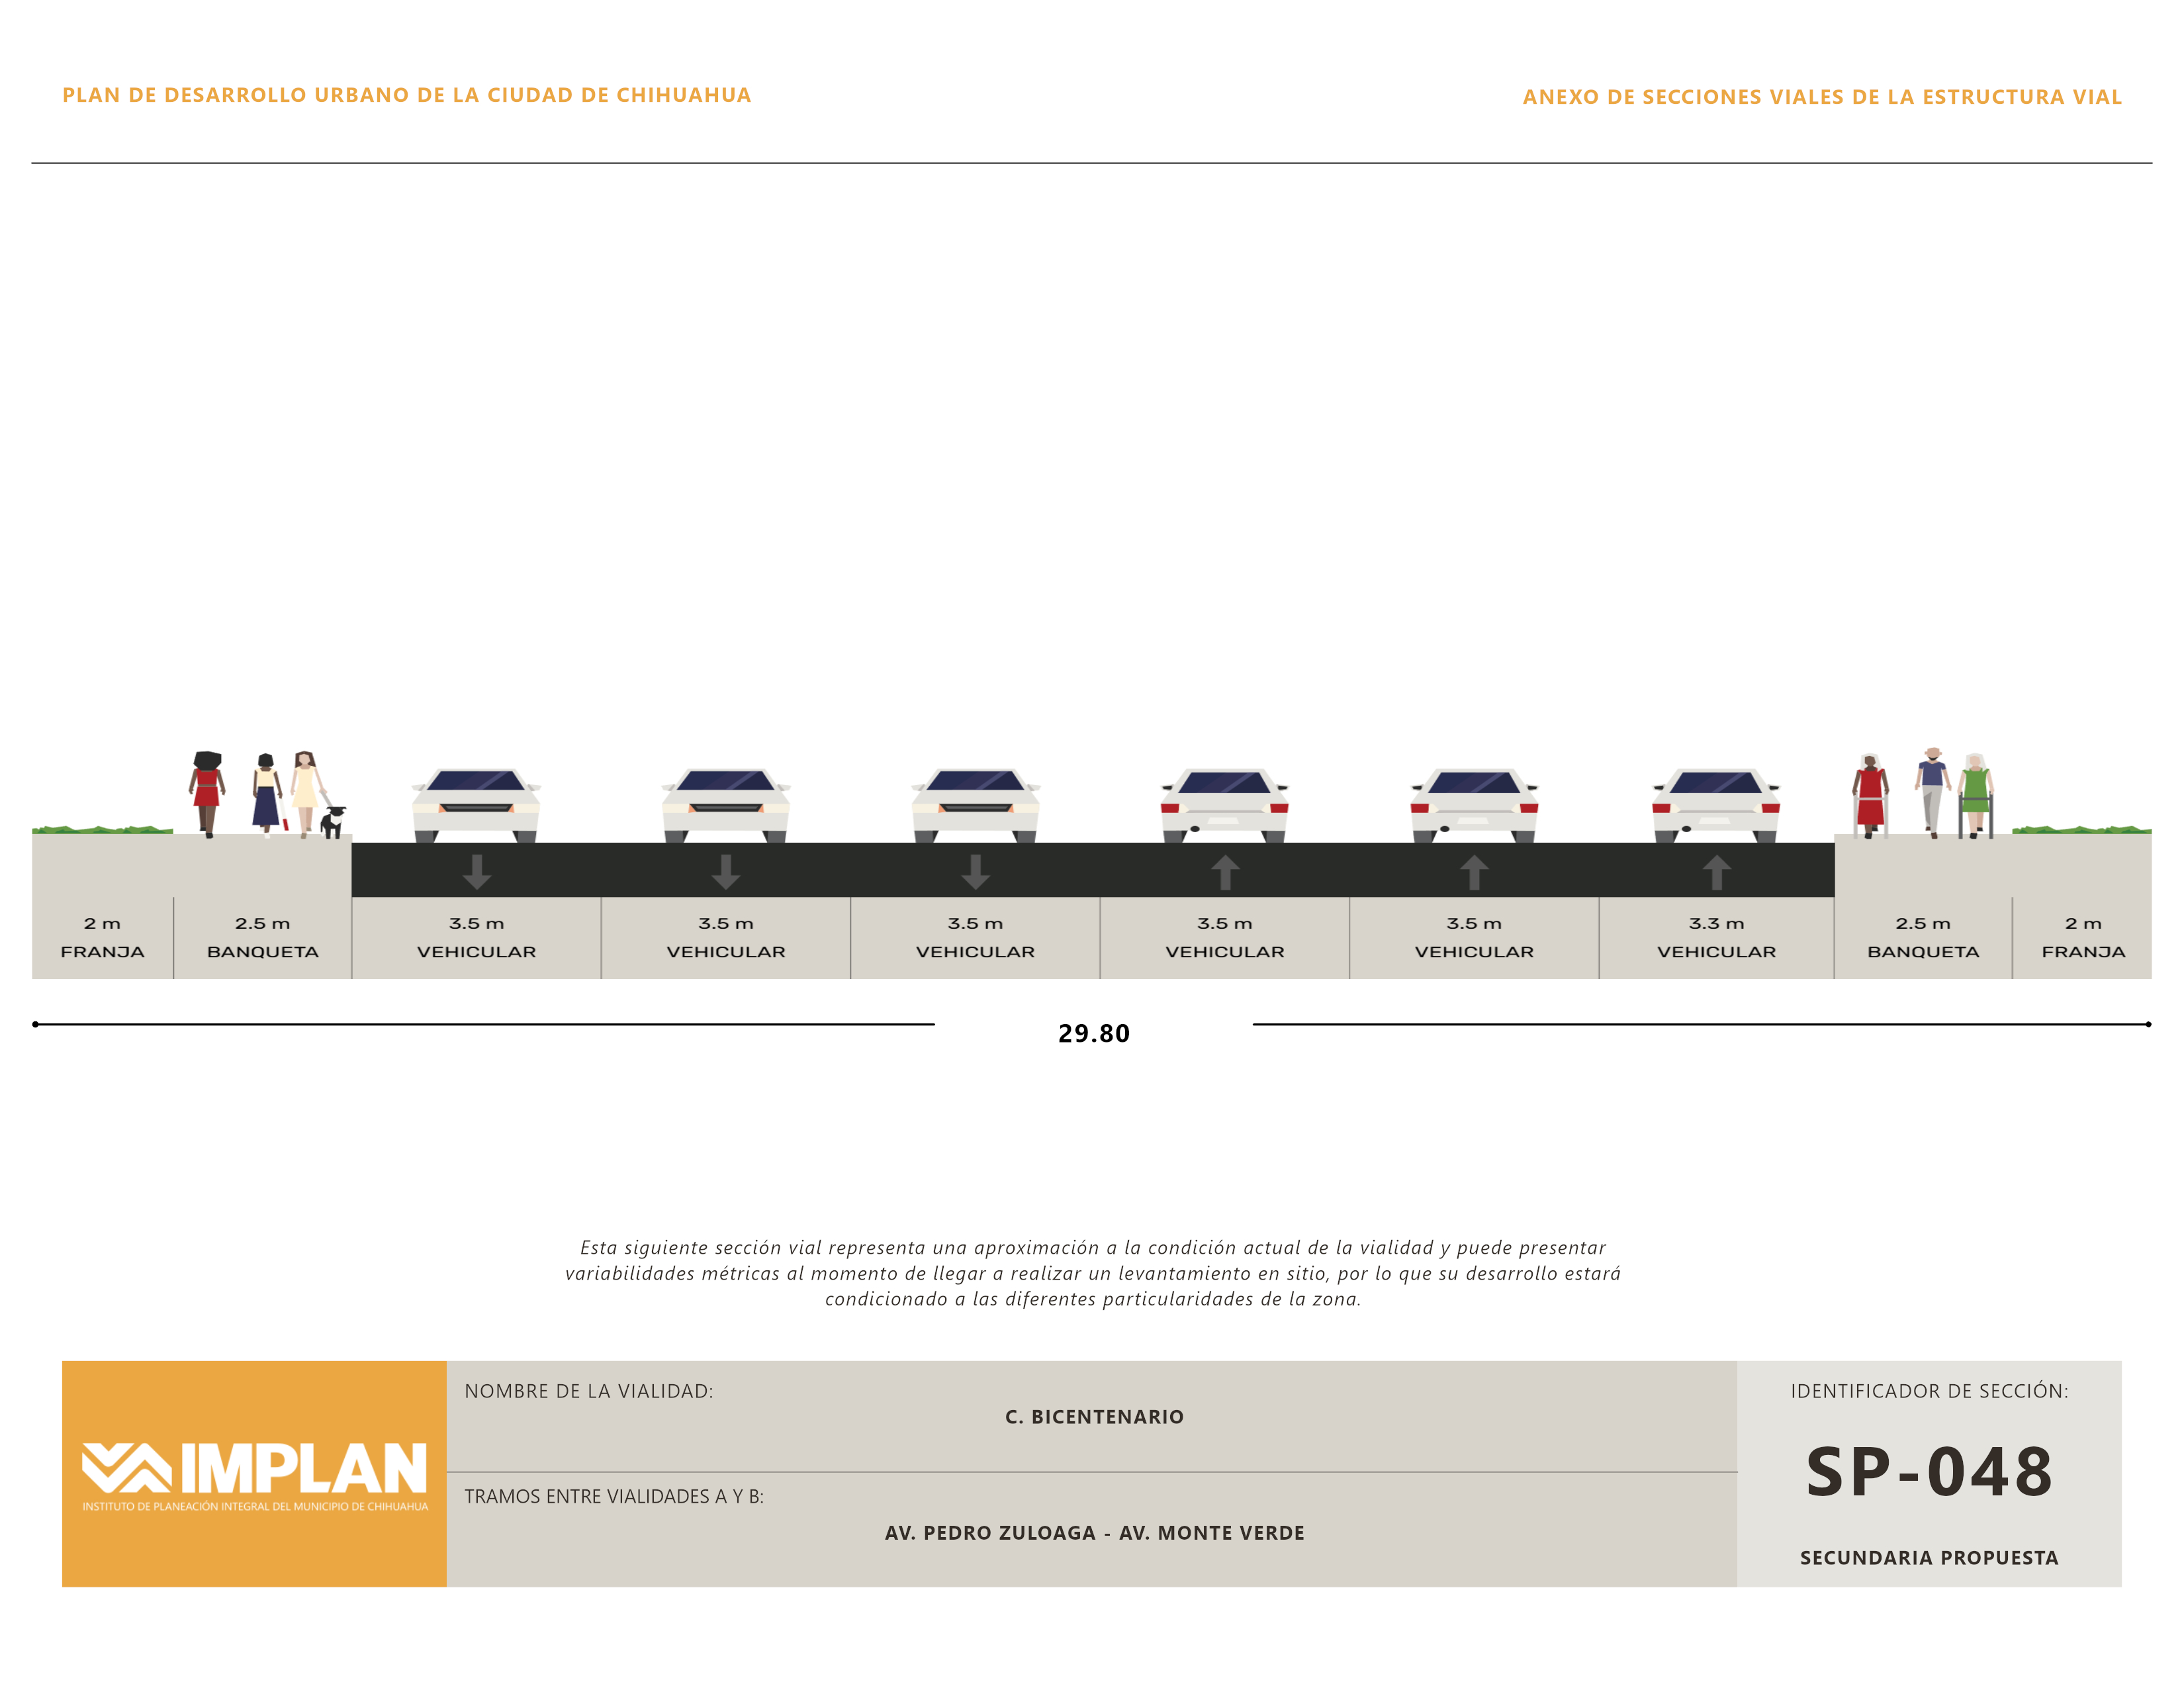 PLAN DE DESARROLLO URBANO DE LA CIUDAD DE CHIHUAHUA
ANEXO DE SECCIONES VIALES DE LA ESTRUCTURA VIAL
2 m
FRANJA
2.5 m
BANQUETA
3.5 m
VEHICULAR
3.5 m
VEHICULAR
3.5 m
VEHICULAR
3.5 m
VEHICULAR
3.5 m
VEHICULAR
3.3 m
VEHICULAR
2.5 m
BANQUETA
2 m
FRANJA
29.80
Esta siguiente sección vial representa una aproximación a la condición actual de la vialidad y puede presentar
variabilidades métricas al momento de llegar a realizar un levantamiento en sitio, por lo que su desarrollo estará
condicionado a las diferentes particularidades de la zona.
IMPLAN
INSTITUTO DE PLANEACIÓN INTEGRAL DEL MUNICIPIO DE CHIHUAHUA
NOMBRE DE LA VIALIDAD:
C. BICENTENARIO
TRAMOS ENTRE VIALIDADES A Y B:
AV. PEDRO ZULOAGA - AV. MONTE VERDE
IDENTIFICADOR DE SECCIÓN:
SP-048
SECUNDARIA PROPUESTA